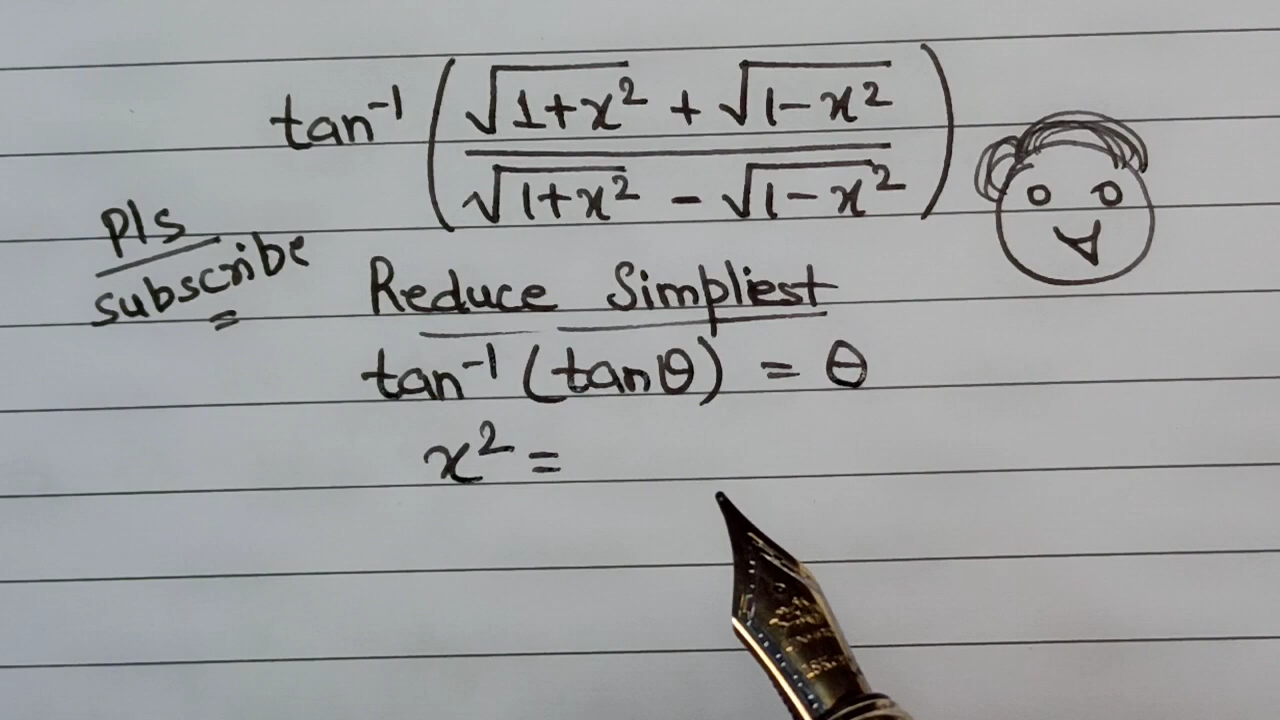 tan⁻¹ ( (√(1+x²) + √(1-x²)) / (√(1+x²) - √(1-x²)) )
pls
subscribe
Reduce Simpliest
tan⁻¹ (tanθ) = θ
x² =